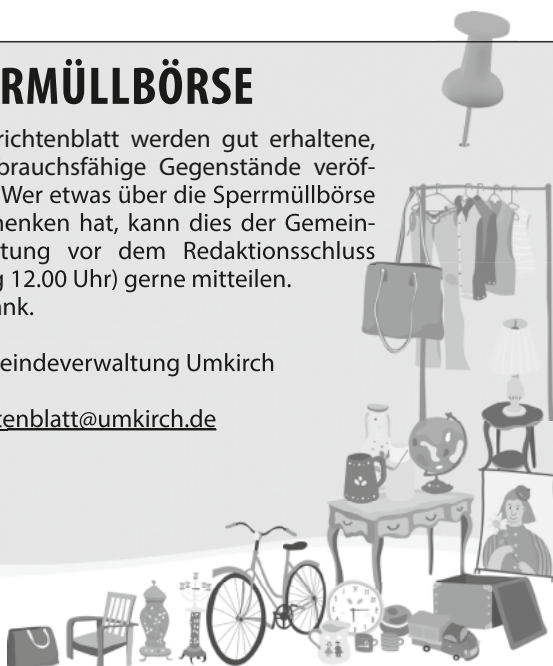 RMÜLLBÖRSE
richtenblatt werden gut erhaltene,
brauchsfähige Gegenstände veröf-
Wer etwas über die Sperrmüllbörse
henken hat, kann dies der Gemein-
tung vor dem Redaktionsschluss
g 12.00 Uhr) gerne mitteilen.
ank.
eindeverwaltung Umkirch
tenblatt@umkirch.de